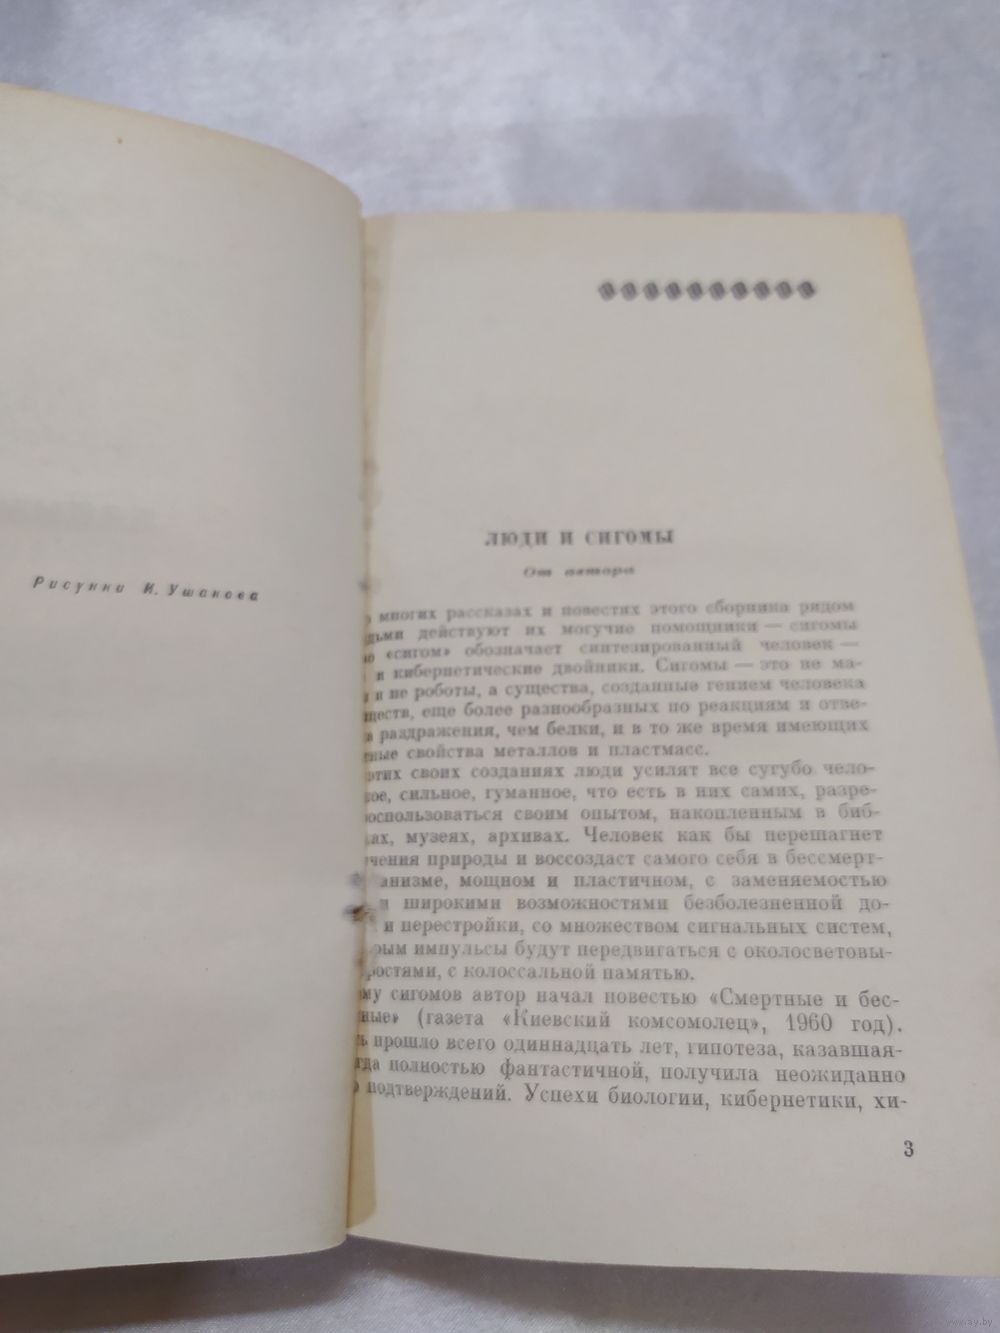 Рисунки И. Ушакова
ЛЮДИ И СИГОМЫ
От автора
многих рассказах и повестях этого сборника рядом
действуют их могучие помощники — сигомы
«сигом» обозначает синтезированный человек —
и кибернетические двойники. Сигомы — это не ма-
и не роботы, а существа, созданные гением человека
еще более разнообразных по реакциям и отве-
раздражения, чем белки, и в то же время имеющих
свойства металлов и пластмасс.
этих своих созданиях люди усилят все сугубо чело-
сильное, гуманное, что есть в них самих, разре-
воспользоваться своим опытом, накопленным в биб-
музеях, архивах. Человек как бы перешагнет
природы и воссоздаст самого себя в бессмерт-
мощном и пластичном, с заменяемостью
и широкими возможностями безболезненной до-
и перестройки, со множеством сигнальных систем,
импульсы будут передвигаться с околосветовы-
с колоссальной памятью.
сигомов автор начал повестью «Смертные и бес-
(газета «Киевский комсомолец», 1960 год).
прошло всего одиннадцать лет, гипотеза, казавшая-
полностью фантастичной, получила неожиданно
подтверждений. Успехи биологии, кибернетики, хи-
3
www.ay.by